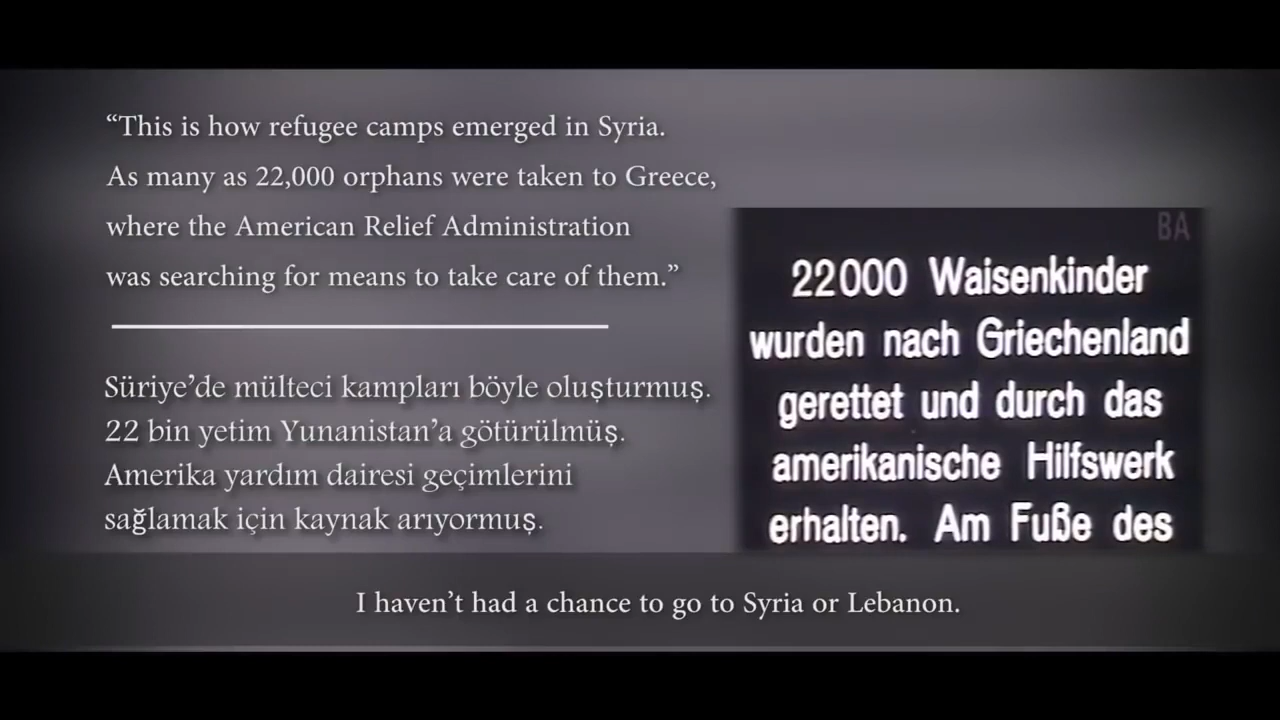 “This is how refugee camps emerged in Syria.
As many as 22,000 orphans were taken to Greece,
where the American Relief Administration
was searching for means to take care of them.”
Süriye’de mülteci kampları böyle oluşturmuş.
22 bin yetim Yunanistan’a götürülmüş.
Amerika yardım dairesi geçimlerini
sağlamak için kaynak arıyormuş.
BA
22000 Waisenkinder
wurden nach Griechenland
gerettet und durch das
amerikanische Hilfswerk
erhalten. Am Fuße des
I haven’t had a chance to go to Syria or Lebanon.